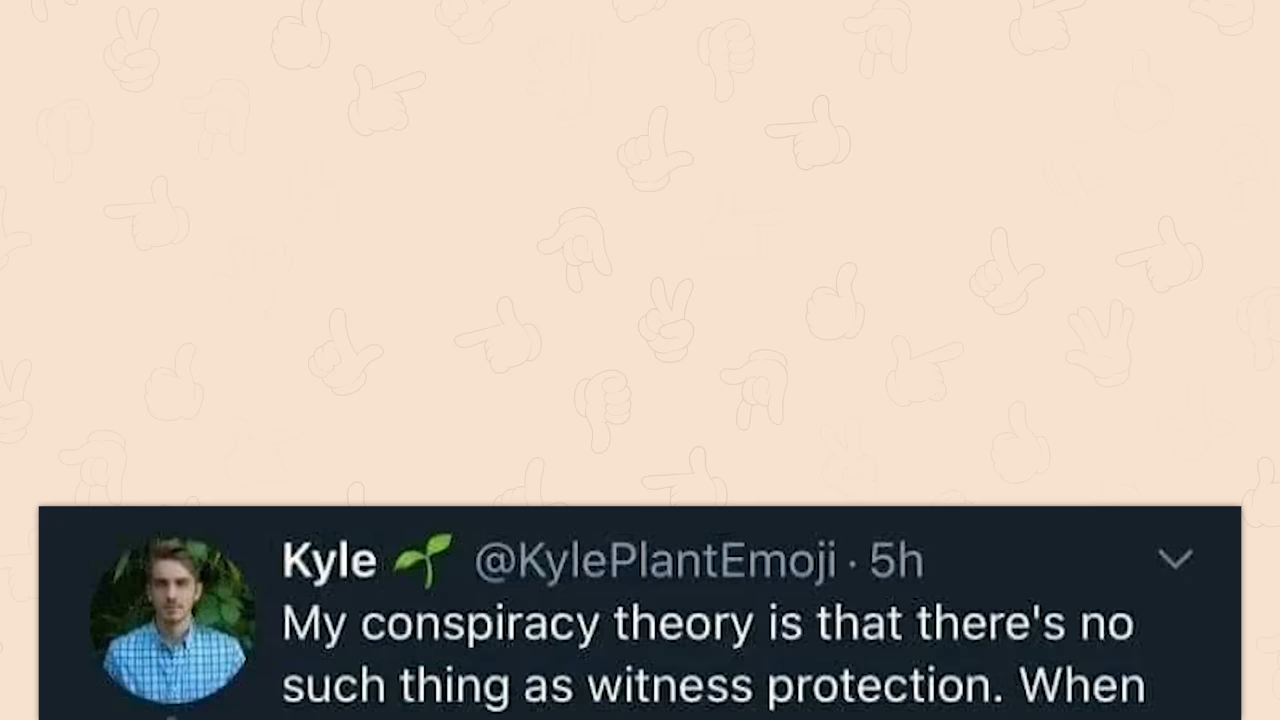 Kyle 🌱 @KylePlantEmoji · 5h
My conspiracy theory is that there's no
such thing as witness protection. When